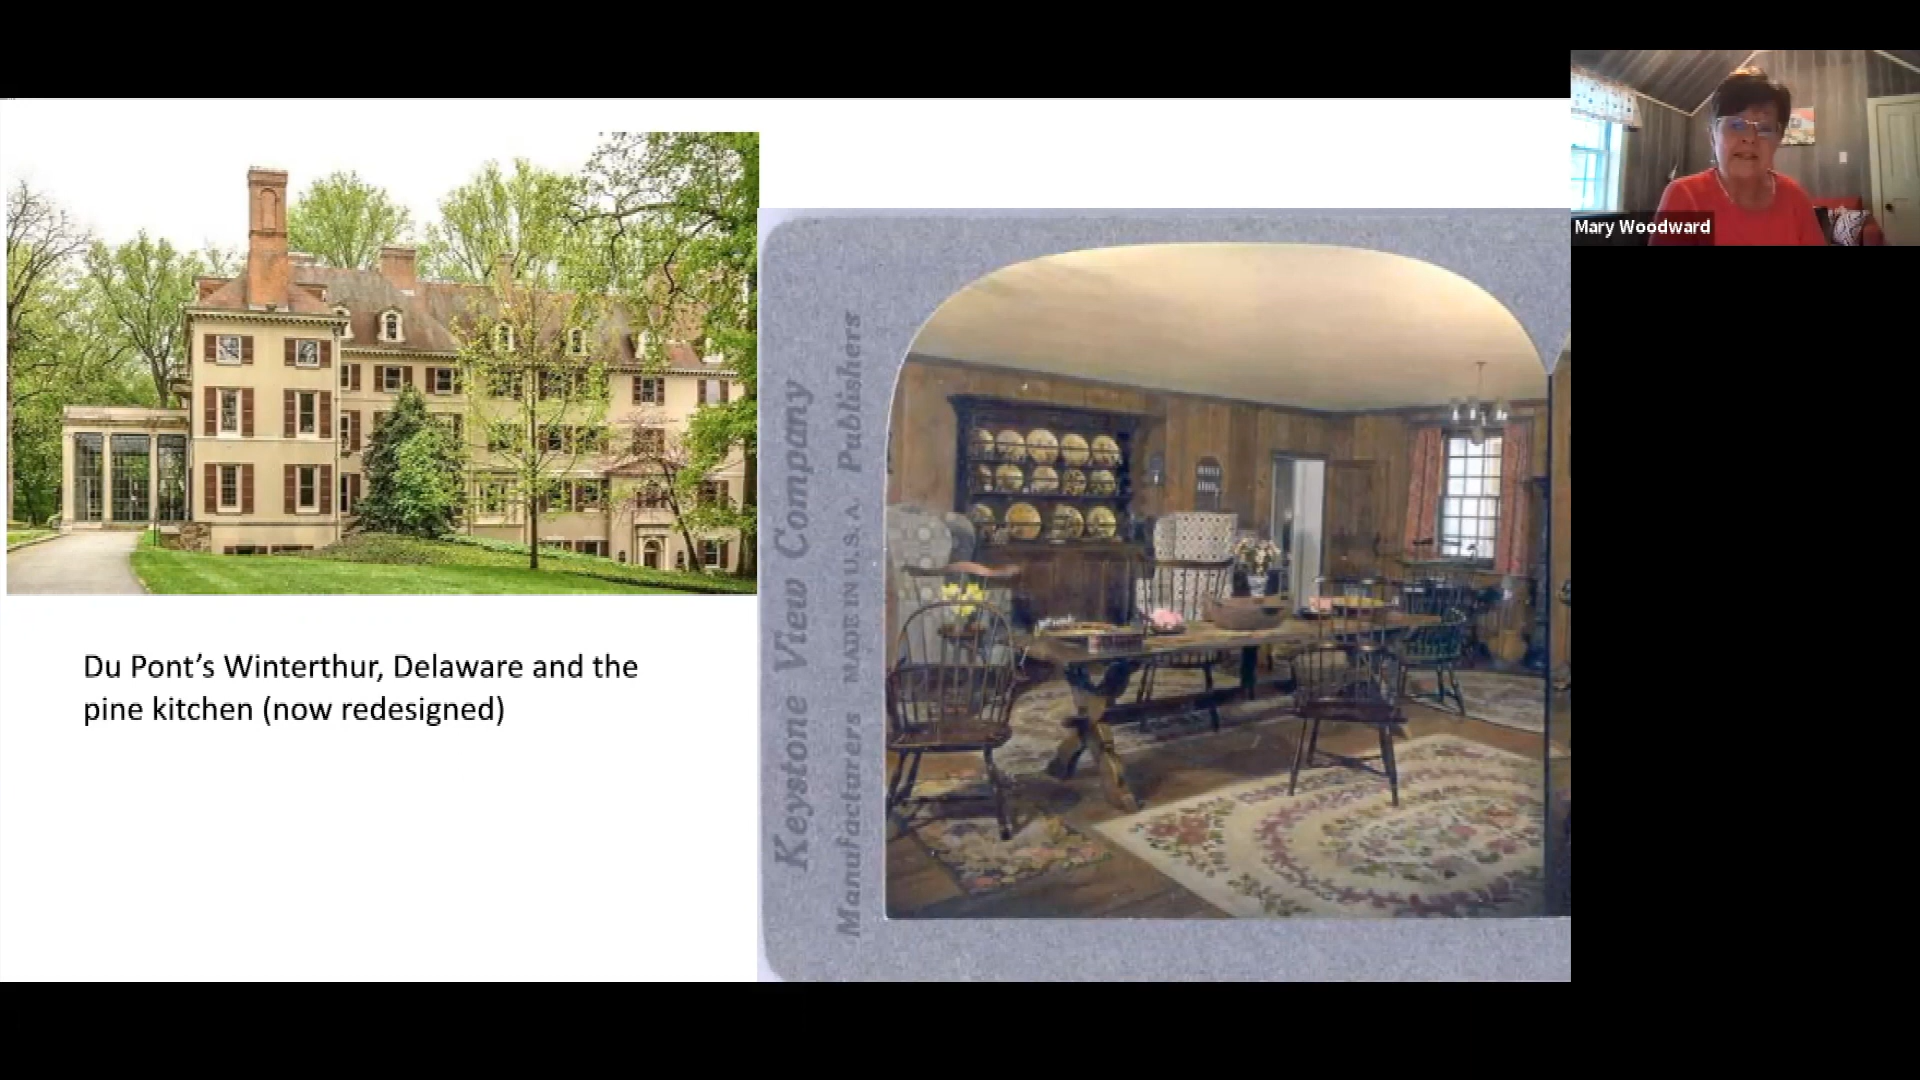 Mary Woodward
Keystone View Company
Manufacturers MADE IN U.S.A. Publishers
Du Pont's Winterthur, Delaware and the
pine kitchen (now redesigned)